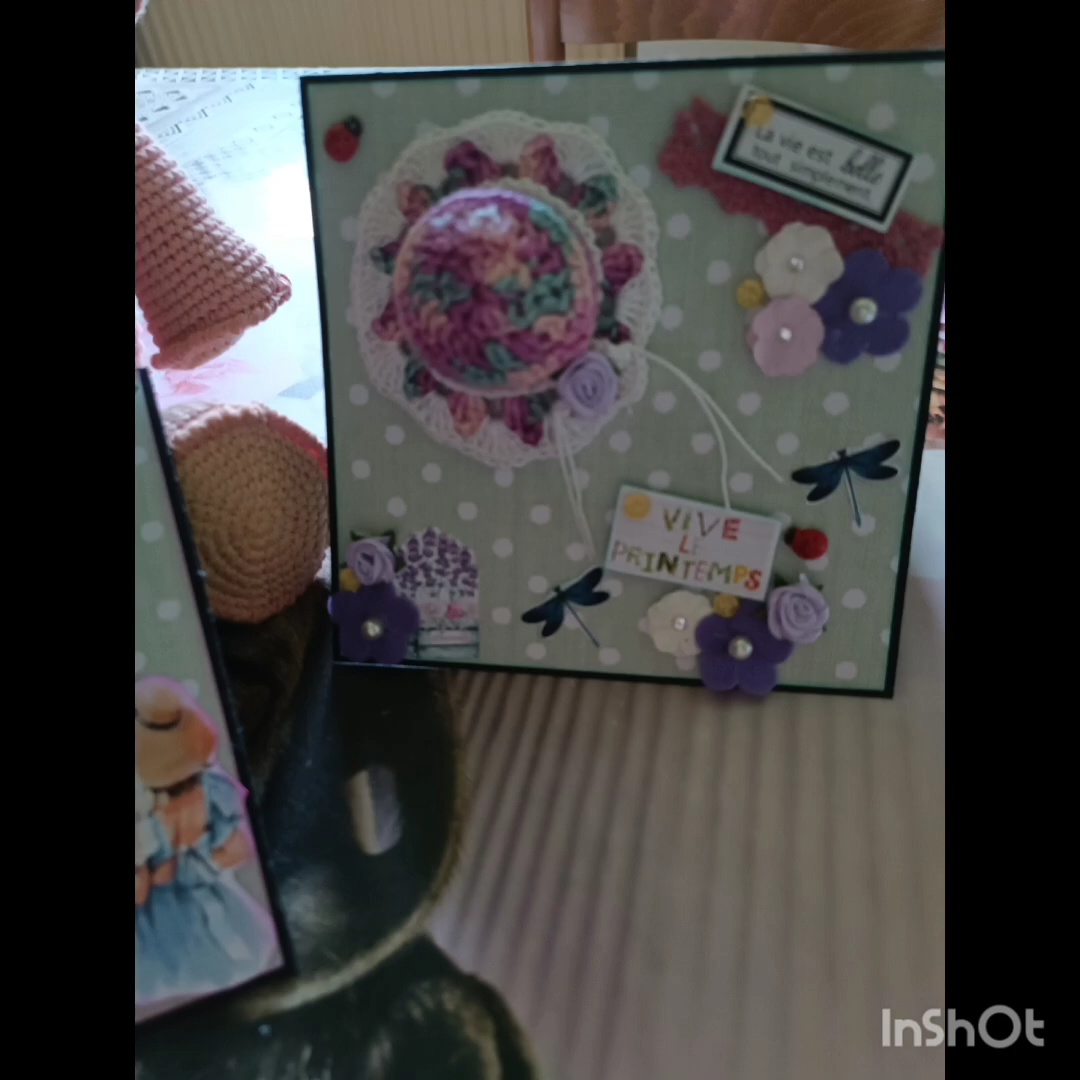 La vie est belle
tout simplement
VIVE
LE
PRINTEMPS
InShOt